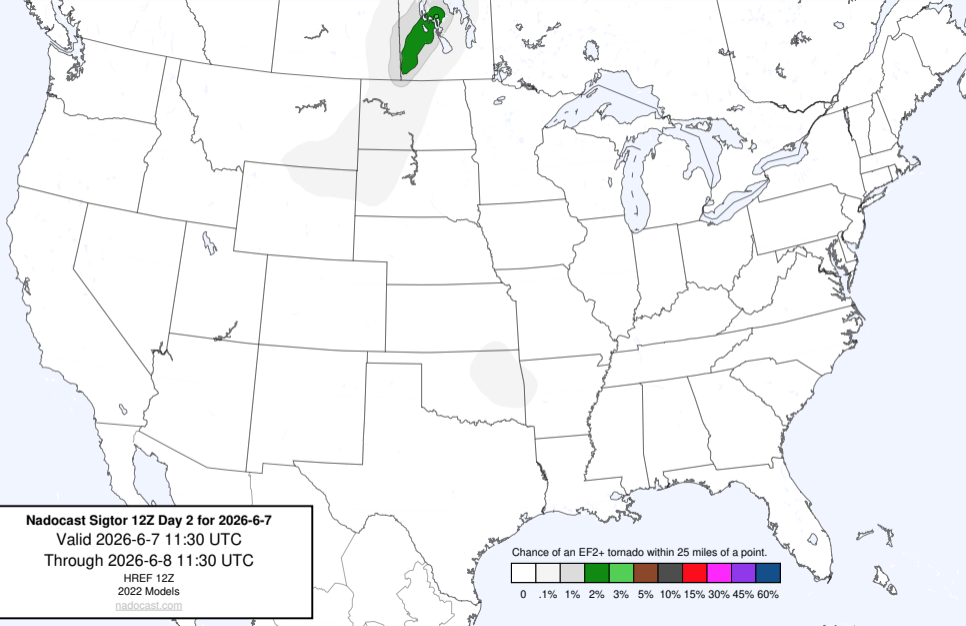 Nadocast Sigtor 12Z Day 2 for 2026-6-7
Valid 2026-6-7 11:30 UTC
Through 2026-6-8 11:30 UTC
HREF 12Z
2022 Models
nadocast.com
Chance of an EF2+ tornado within 25 miles of a point.
0 .1% 1% 2% 3% 5% 10% 15% 30% 45% 60%